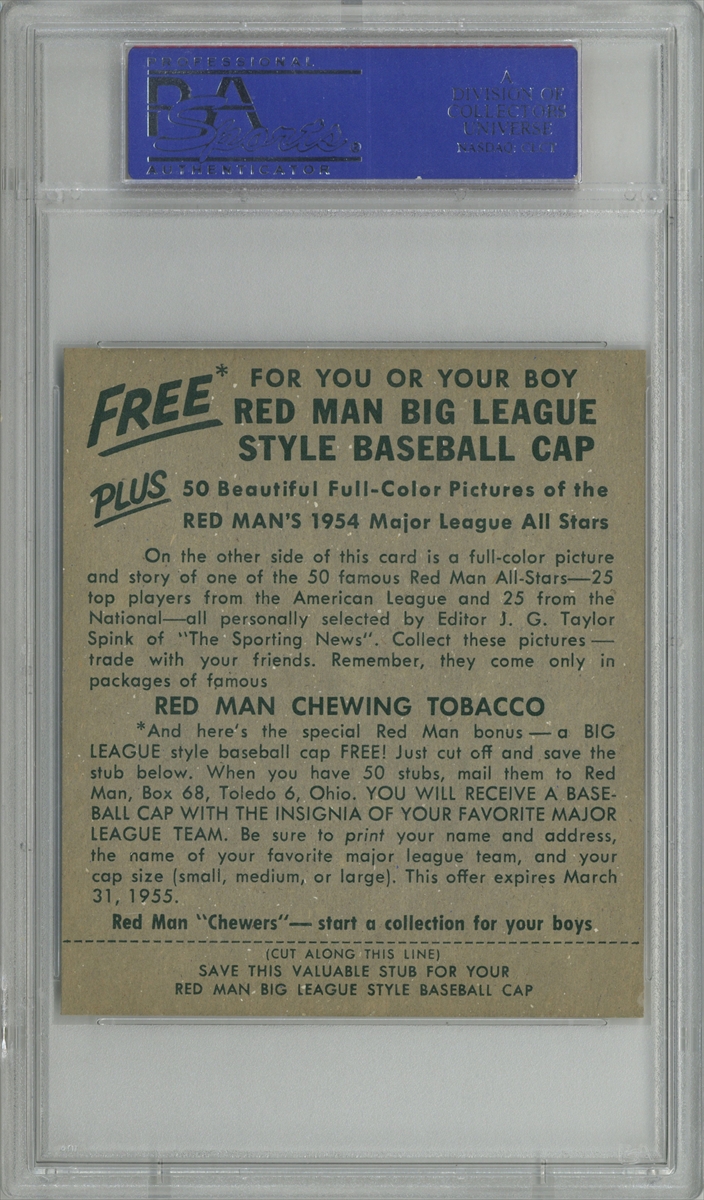 PROFESSIONAL
PSA
Sports
AUTHENTICATOR
A
DIVISION OF
COLLECTORS
UNIVERSE
NASDAQ: CLCT
FREE* FOR YOU OR YOUR BOY
RED MAN BIG LEAGUE
STYLE BASEBALL CAP
PLUS 50 Beautiful Full-Color Pictures of the
RED MAN'S 1954 Major League All Stars
On the other side of this card is a full-color picture
and story of one of the 50 famous Red Man All-Stars—25
top players from the American League and 25 from the
National—all personally selected by Editor J. G. Taylor
Spink of "The Sporting News". Collect these pictures —
trade with your friends. Remember, they come only in
packages of famous
RED MAN CHEWING TOBACCO
*And here's the special Red Man bonus — a BIG
LEAGUE style baseball cap FREE! Just cut off and save the
stub below. When you have 50 stubs, mail them to Red
Man, Box 68, Toledo 6, Ohio. YOU WILL RECEIVE A BASE-
BALL CAP WITH THE INSIGNIA OF YOUR FAVORITE MAJOR
LEAGUE TEAM. Be sure to print your name and address,
the name of your favorite major league team, and your
cap size (small, medium, or large). This offer expires March
31, 1955.
Red Man "Chewers"— start a collection for your boys.
(CUT ALONG THIS LINE)
SAVE THIS VALUABLE STUB FOR YOUR
RED MAN BIG LEAGUE STYLE BASEBALL CAP